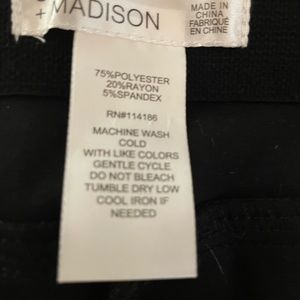 + MADISON
MADE IN
CHINA
FABRIQUÉ
EN CHINE
75%POLYESTER
20%RAYON
5%SPANDEX
RN#114186
MACHINE WASH
COLD
WITH LIKE COLORS
GENTLE CYCLE
DO NOT BLEACH
TUMBLE DRY LOW
COOL IRON IF
NEEDED